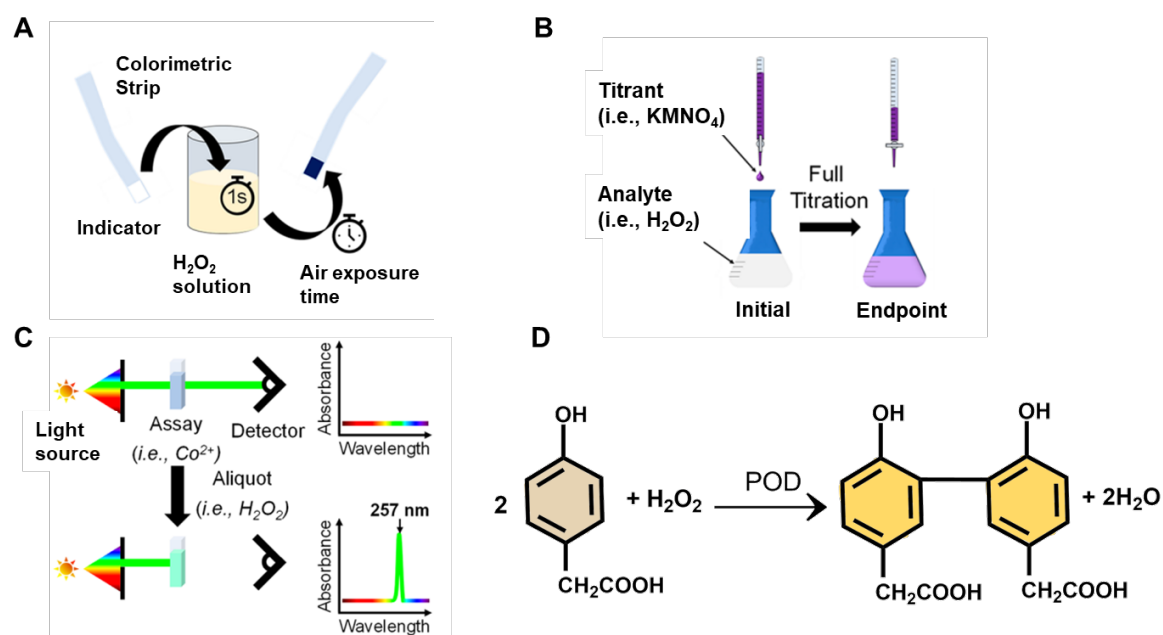 A
Colorimetric
Strip
1s
Indicator
H₂O₂
solution
Air exposure
time
B
Titrant
(i.e., KMNO₄)
Analyte
(i.e., H₂O₂)
Full
Titration
Initial
Endpoint
C
Light
source
Assay
(i.e., Co²⁺)
Detector
Absorbance
Wavelength
Aliquot
(i.e., H₂O₂)
257 nm
Absorbance
Wavelength
D
2
OH
CH₂COOH
+ H₂O₂
POD
OH
OH
CH₂COOH
CH₂COOH
+ 2H₂O